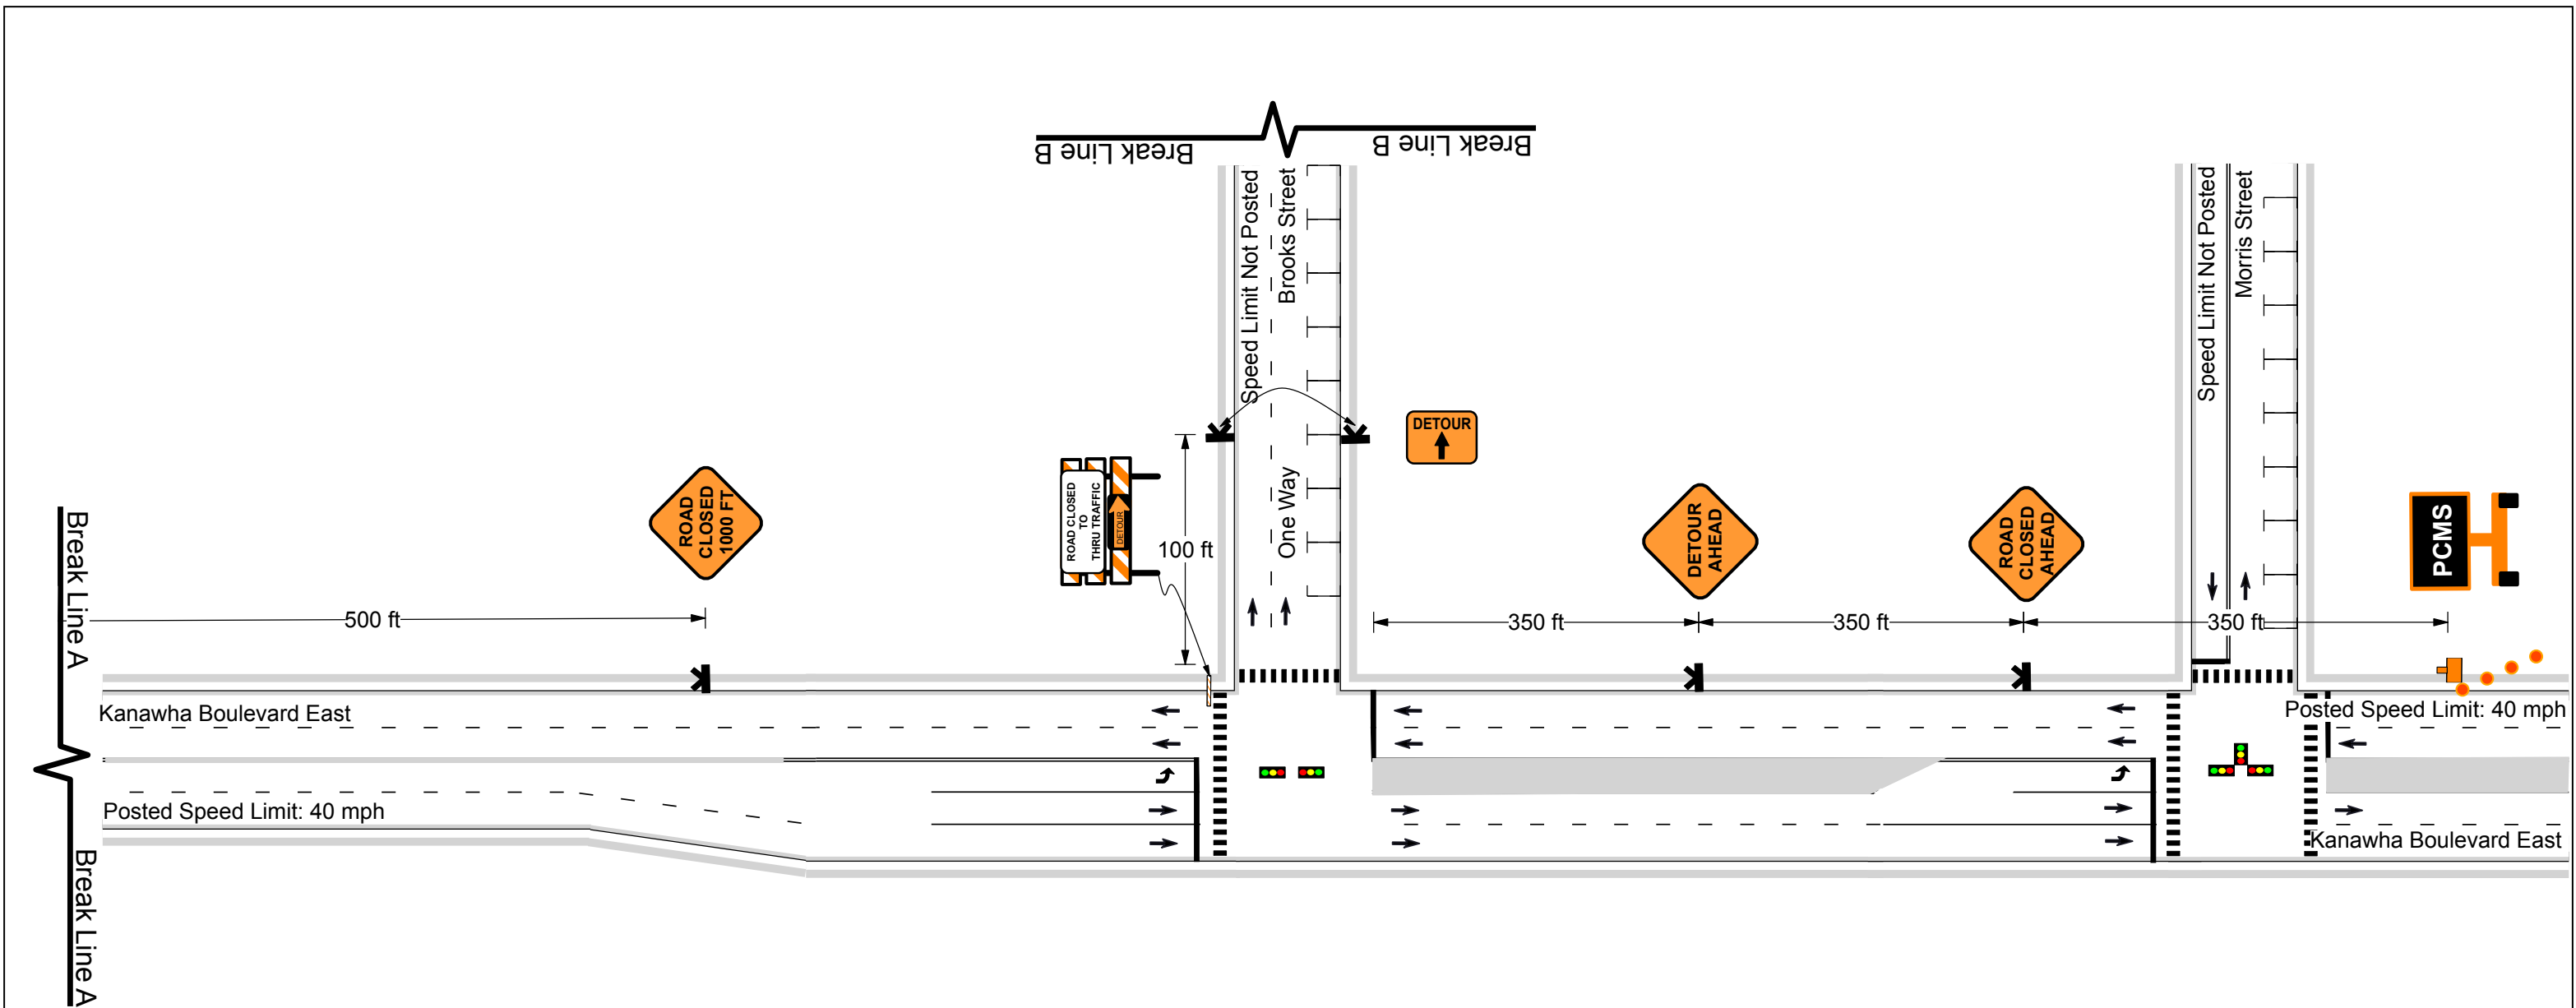 Break Line B
Break Line B
Speed Limit Not Posted
Brooks Street
One Way
Speed Limit Not Posted
Morris Street
DETOUR
ROAD
CLOSED
1000 FT
ROAD CLOSED
TO
THRU TRAFFIC
DETOUR
100 ft
DETOUR
AHEAD
ROAD
CLOSED
AHEAD
PCMS
Break Line A
500 ft
350 ft
350 ft
350 ft
Kanawha Boulevard East
Posted Speed Limit: 40 mph
Posted Speed Limit: 40 mph
Kanawha Boulevard East
Break Line A